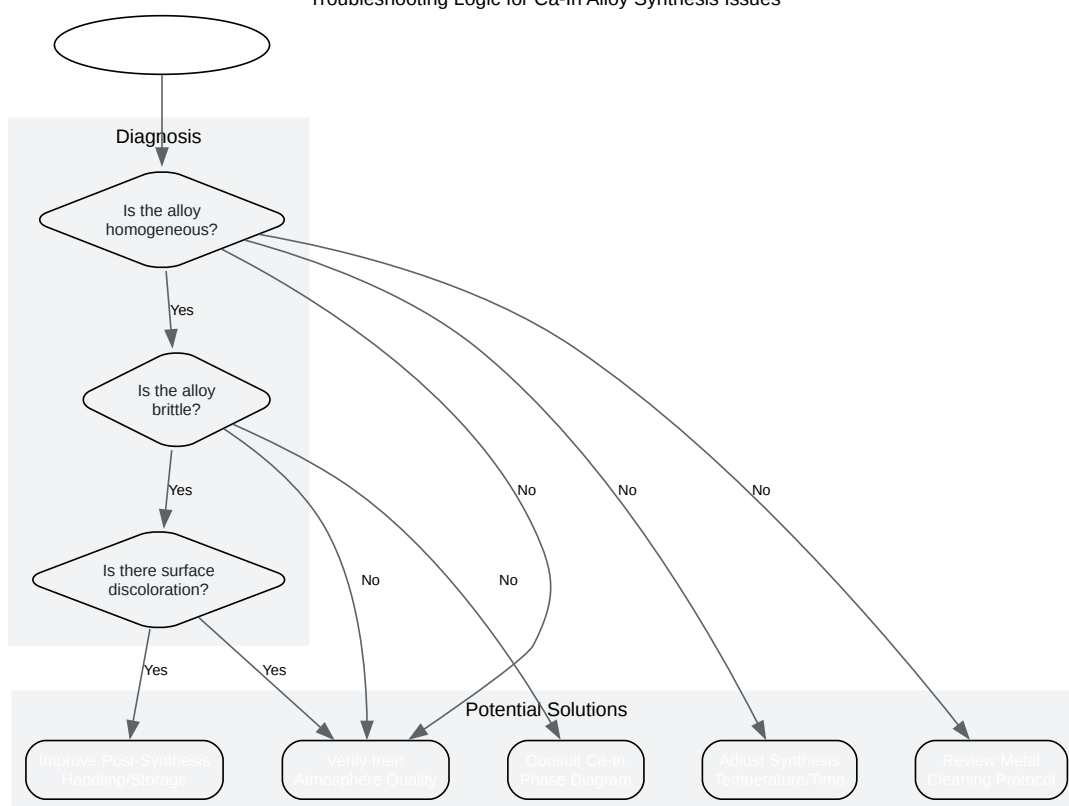 Troubleshooting Logic for Ca-In Alloy Synthesis Issues
Diagnosis
Is the alloy
homogeneous?
Yes
Is the alloy
brittle?
Yes
No
No
No
Is there surface
discoloration?
No
No
Yes
Yes
Potential Solutions
Improve Post-Synthesis
Handling/Storage
Verify Inert
Atmosphere Quality
Consult Ca-In
Phase Diagram
Adjust Synthesis
Temperature/Time
Review Metal
Cleaning Protocol